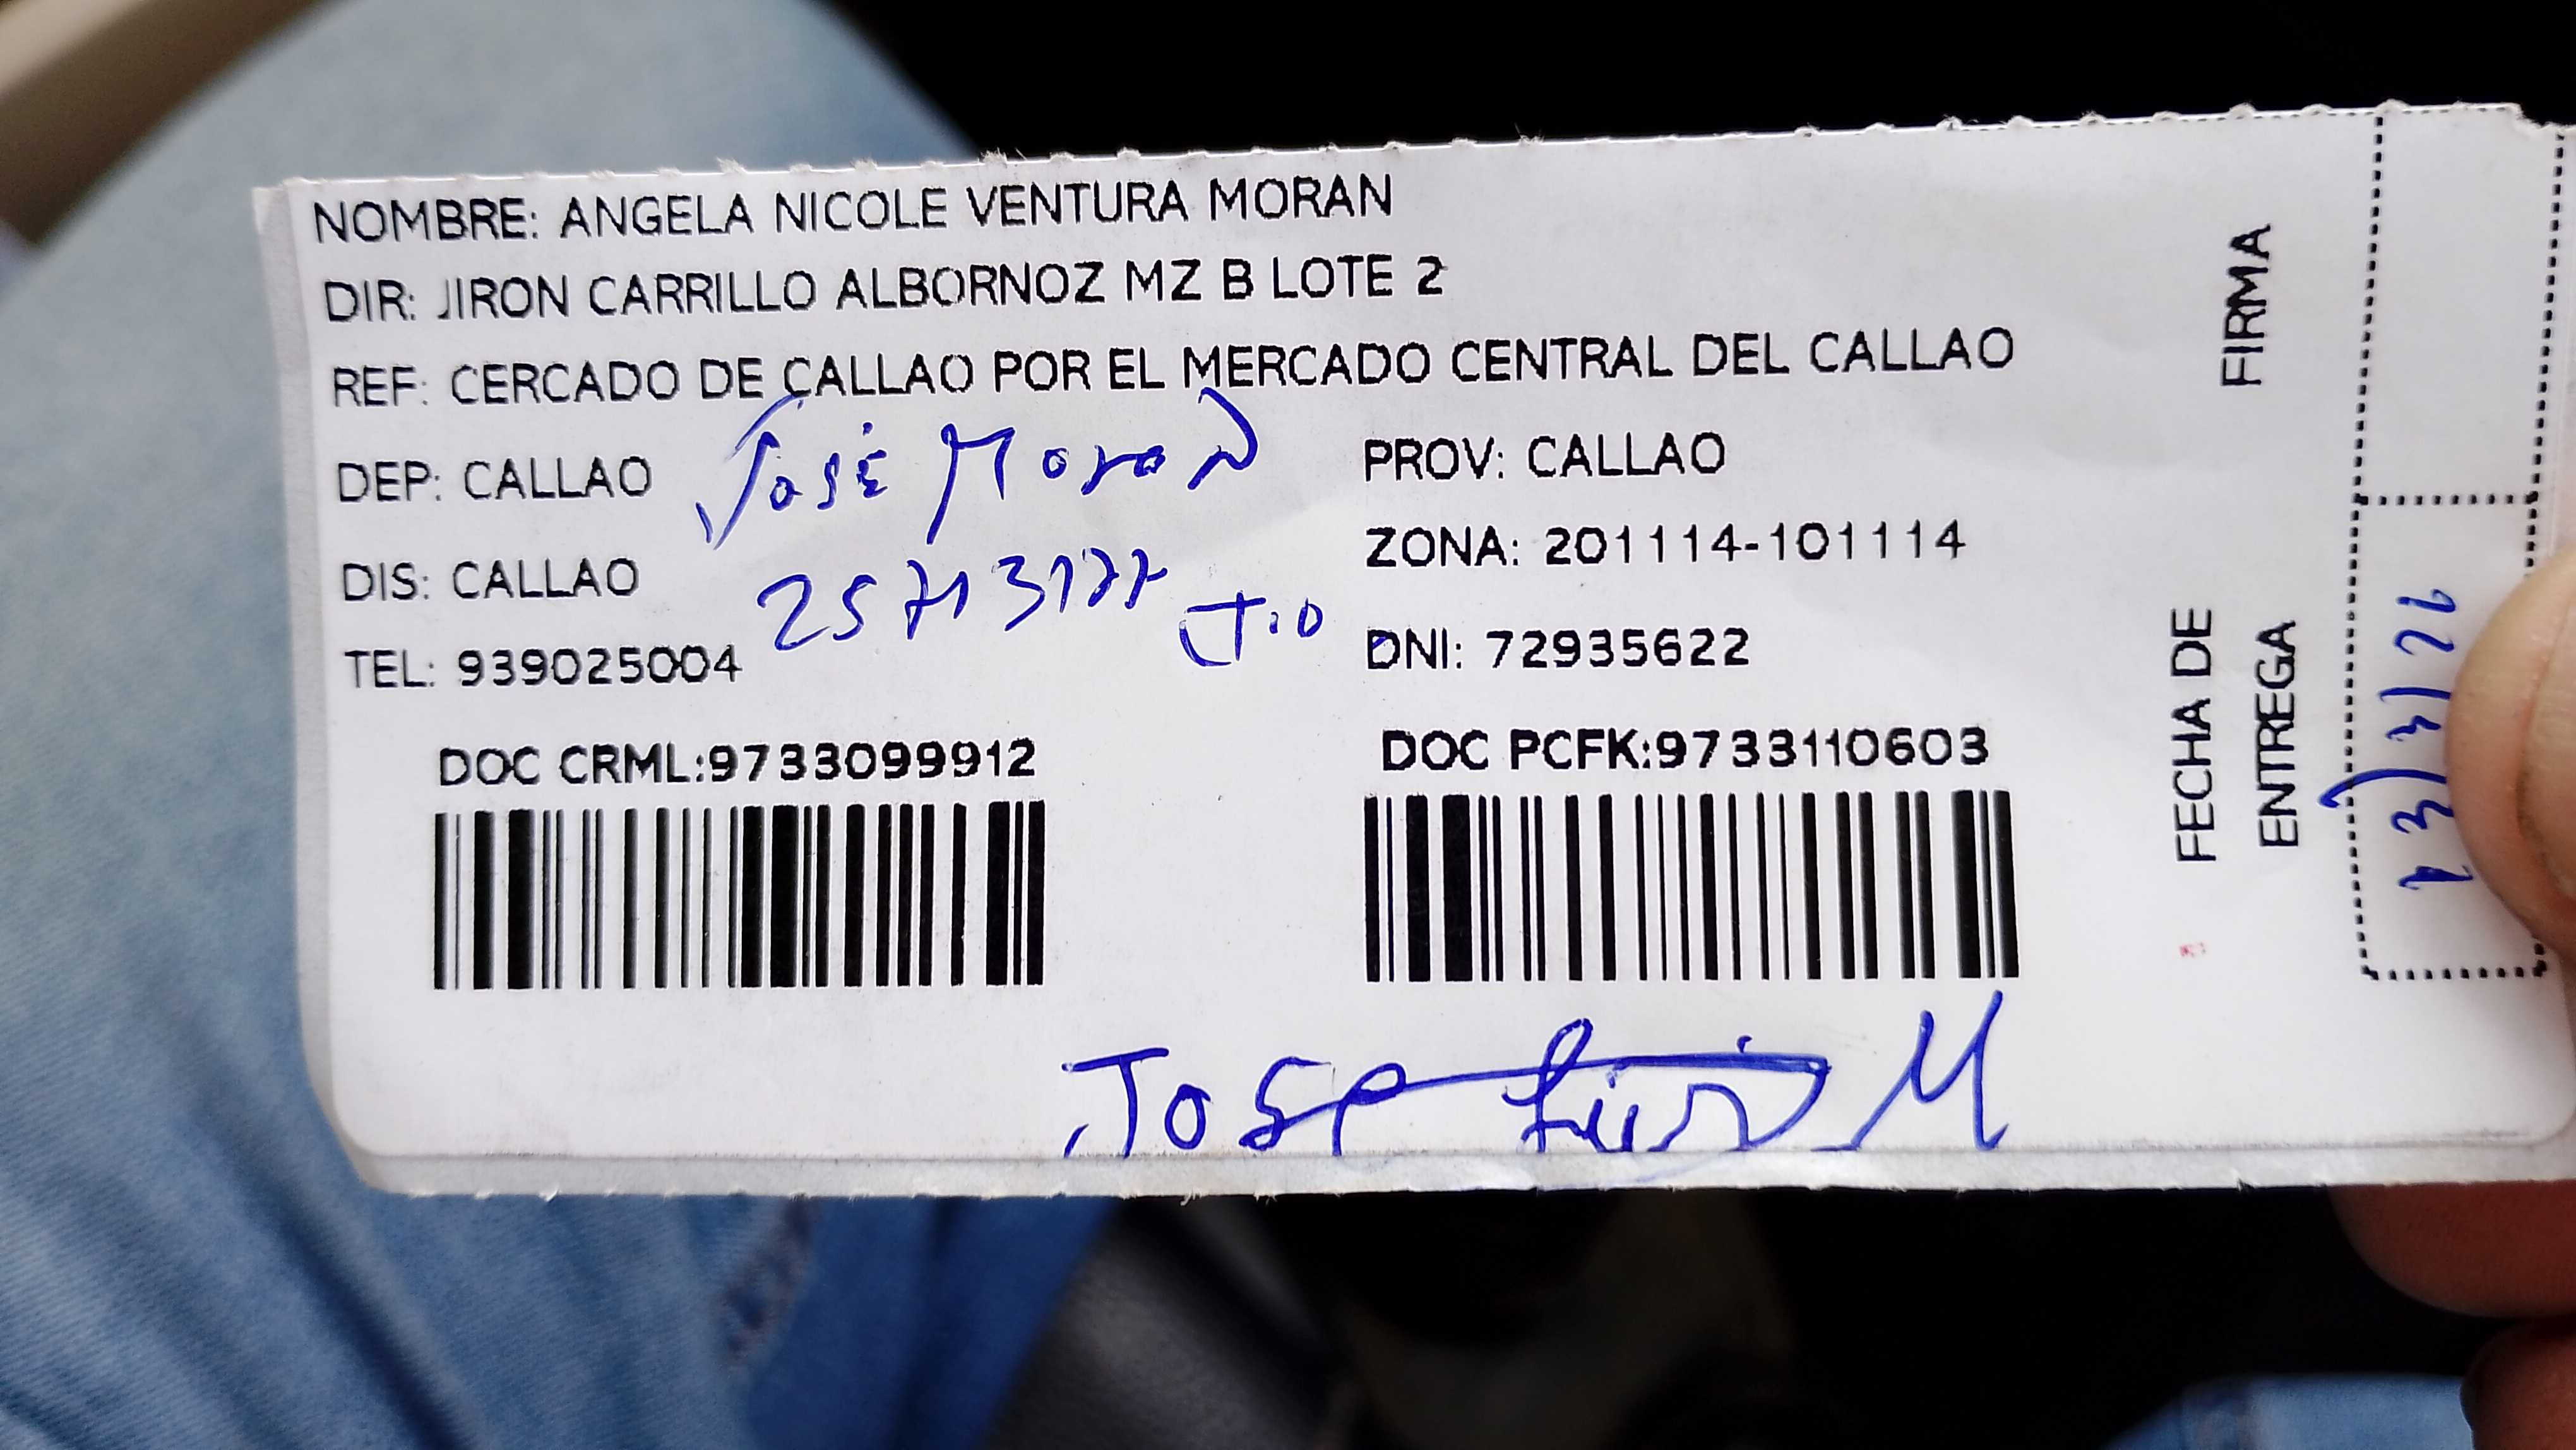 NOMBRE: ANGELA NICOLE VENTURA MORAN
DIR: JIRON CARRILLO ALBORNOZ MZ B LOTE 2
REF: CERCADO DE CALLAO POR EL MERCADO CENTRAL DEL CALLAO
DEP: CALLAO
José Moran
PROV: CALLAO
ZONA: 201114-101114
DIS: CALLAO
Tio
TEL: 939025004
DNI: 72935622
DOC CRML:9733099912
DOC PCFK:9733110603
Jose Luis M
FIRMA
FECHA DE
ENTREGA